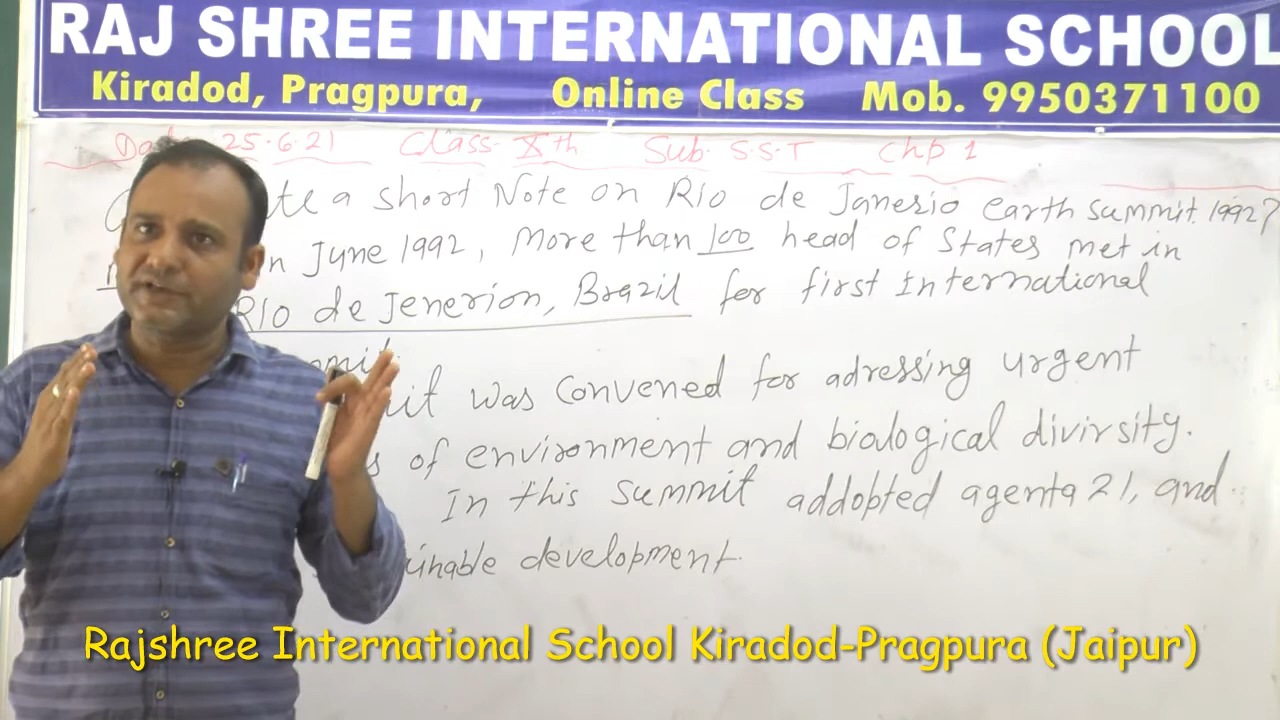 RAJ SHREE INTERNATIONAL SCHOOL
Kiradod, Pragpura, Online Class Mob. 9950371100
25.6.21 Class- Xth Sub. S.S.T Chp 1
a short Note on Rio de Janerio earth summit 1992?
June 1992, More than 100 head of States met in
Rio de Jenerion, Brazil for first International
was convened for adressing urgent
of environment and bialogical divirsity.
In this summit addopted agenta 21, and
development.
Rajshree International School Kiradod-Pragpura (Jaipur)